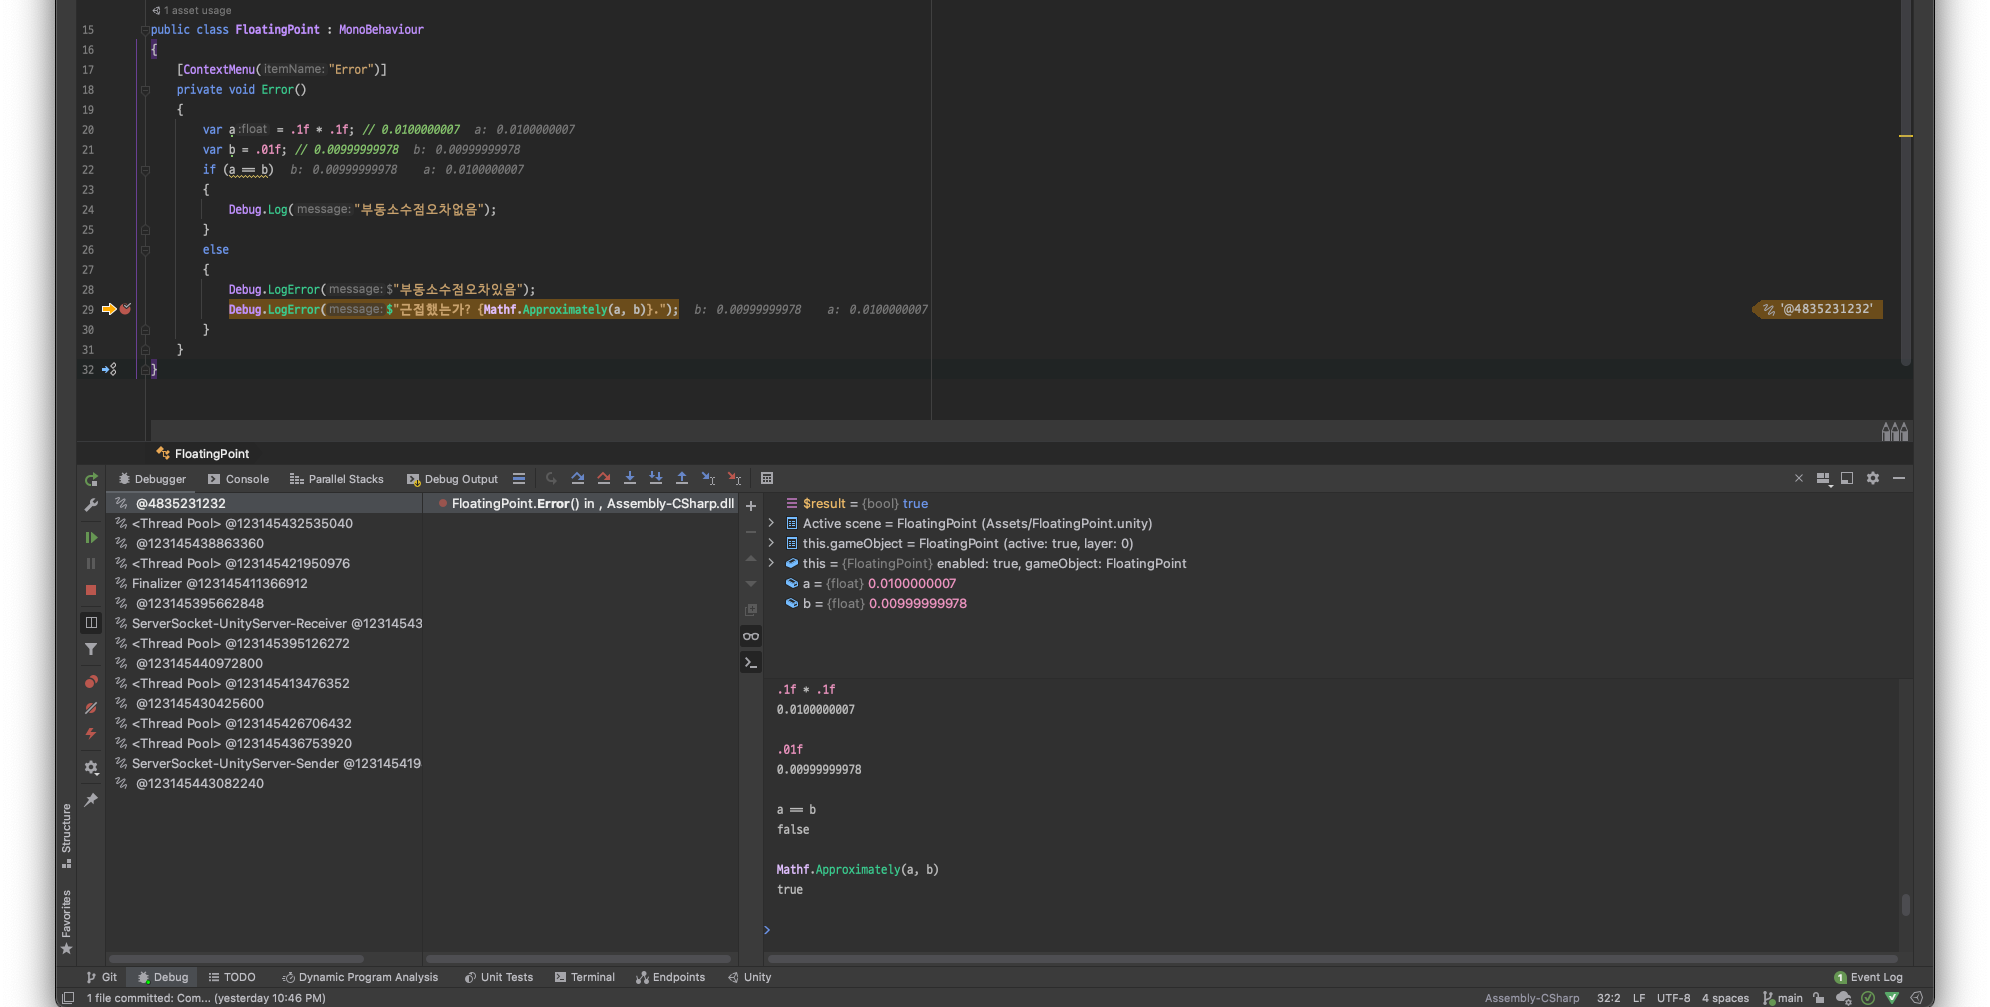 1 asset usage
15 public class FloatingPoint : MonoBehaviour
16 {
17 [ContextMenu( itemName: "Error")]
18 private void Error()
19 {
20 var a :float = .1f * .1f; // 0.0100000007 a: 0.0100000007
21 var b = .01f; // 0.00999999978 b: 0.00999999978
22 if (a == b) b: 0.00999999978 a: 0.0100000007
23 {
24 Debug.Log( message: "부동소수점오차없음");
25 }
26 else
27 {
28 Debug.LogError( message: $"부동소수점오차있음");
29 Debug.LogError( message: $"근접했는가? {Mathf.Approximately(a, b)}."); b: 0.00999999978 a: 0.0100000007 '@4835231232'
30 }
31 }
32 }
FloatingPoint
Debugger Console Parallel Stacks Debug Output
@4835231232
<Thread Pool> @123145432535040
@123145438863360
<Thread Pool> @123145421950976
Finalizer @123145411366912
@123145395662848
ServerSocket-UnityServer-Receiver @12314543
<Thread Pool> @123145395126272
@123145440972800
<Thread Pool> @123145413476352
@123145430425600
<Thread Pool> @123145426706432
<Thread Pool> @123145436753920
ServerSocket-UnityServer-Sender @123145419
@123145443082240
FloatingPoint.Error() in , Assembly-CSharp.dll
$result = {bool} true
Active scene = FloatingPoint (Assets/FloatingPoint.unity)
this.gameObject = FloatingPoint (active: true, layer: 0)
this = {FloatingPoint} enabled: true, gameObject: FloatingPoint
a = {float} 0.0100000007
b = {float} 0.00999999978
.1f * .1f
0.0100000007
.01f
0.00999999978
a == b
false
Mathf.Approximately(a, b)
true
>
Structure
Favorites
Git Debug TODO Dynamic Program Analysis Unit Tests Terminal Endpoints Unity 1 Event Log
1 file committed: Com... (yesterday 10:46 PM) Assembly-CSharp 32:2 LF UTF-8 4 spaces main